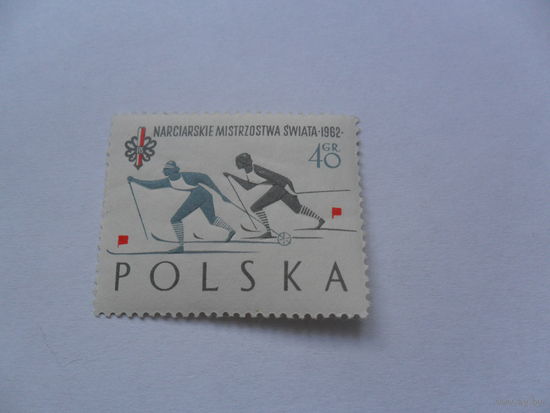 NARCIARSKIE MISTRZOSTWA ŚWIATA·1962·
40 GR.
POLSKA